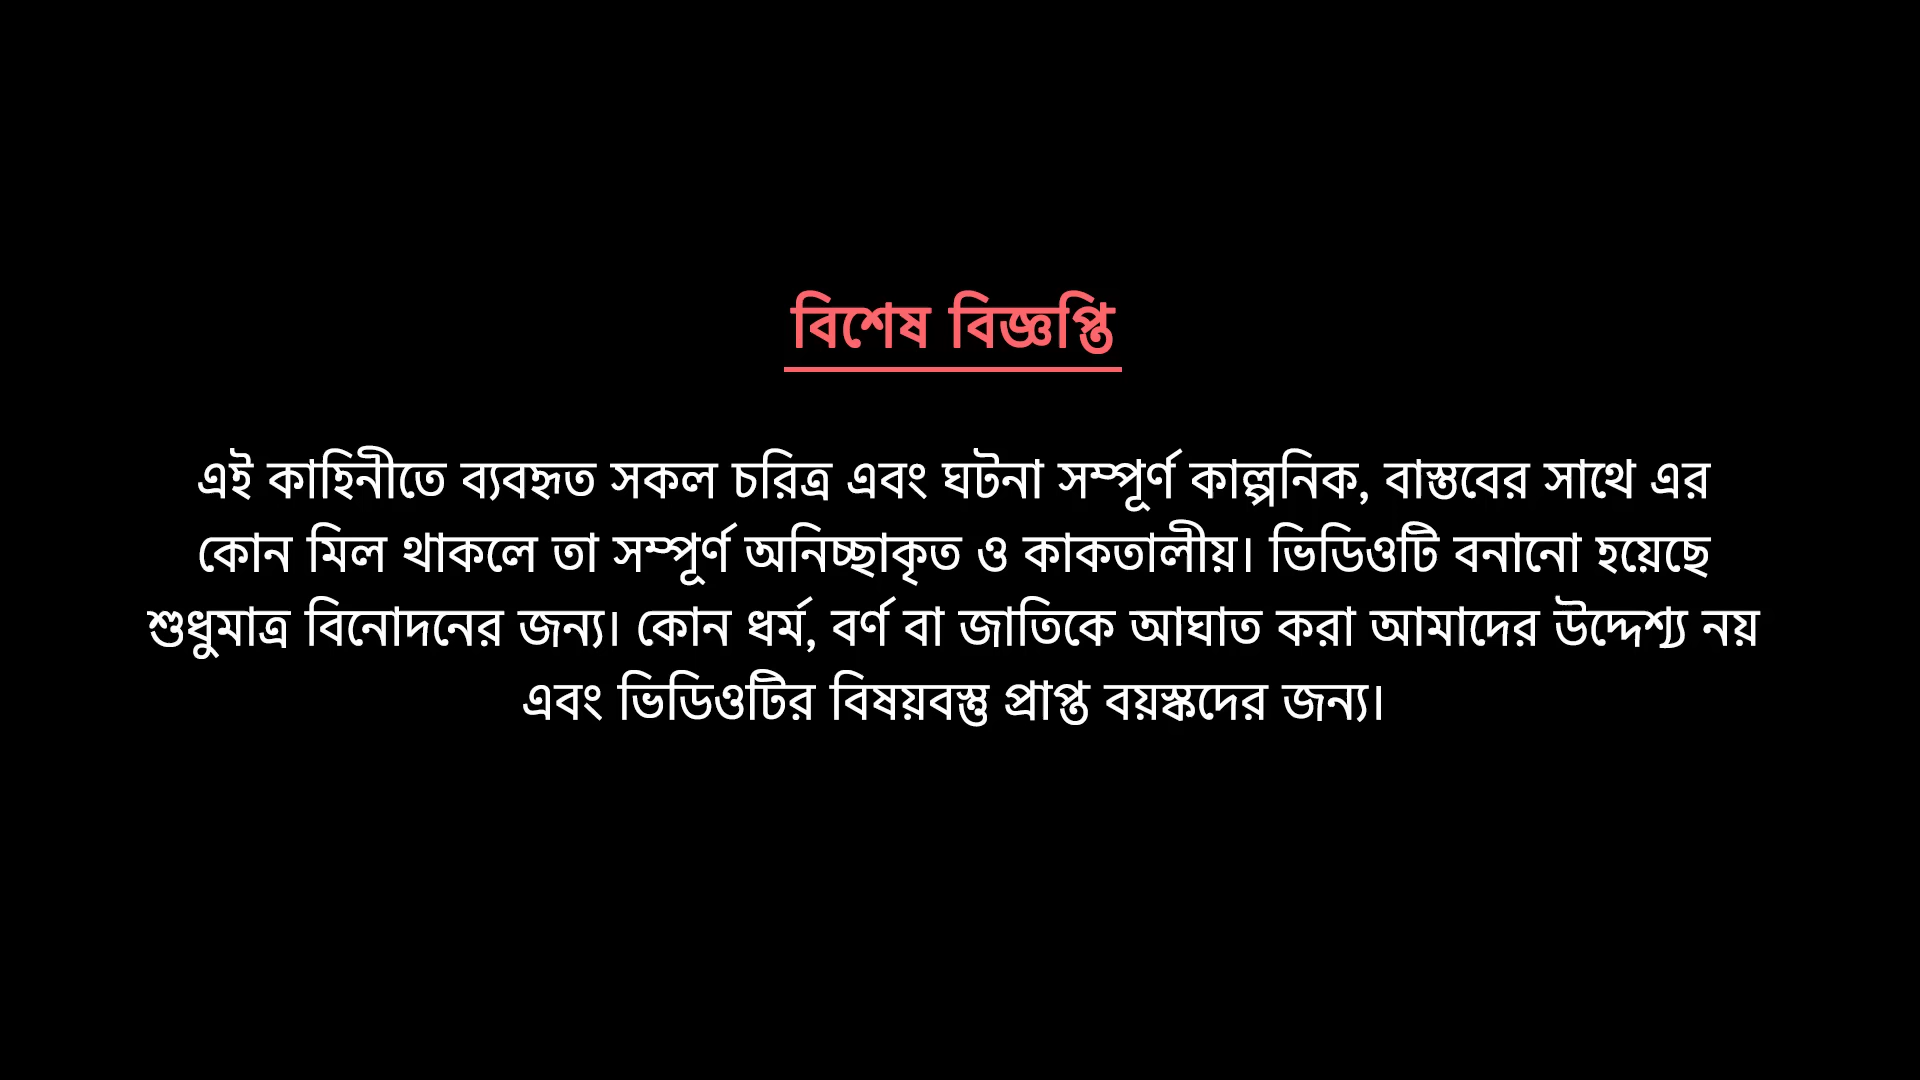 বিশেষ বিজ্ঞপ্তি
এই কাহিনীতে ব্যবহৃত সকল চরিত্র এবং ঘটনা সম্পূর্ণ কাল্পনিক, বাস্তবের সাথে এর
কোন মিল থাকলে তা সম্পূর্ণ অনিচ্ছাকৃত ও কাকতালীয়। ভিডিওটি বনানো হয়েছে
শুধুমাত্র বিনোদনের জন্য। কোন ধর্ম, বর্ণ বা জাতিকে আঘাত করা আমাদের উদ্দেশ্য নয়
এবং ভিডিওটির বিষয়বস্তু প্রাপ্ত বয়স্কদের জন্য।